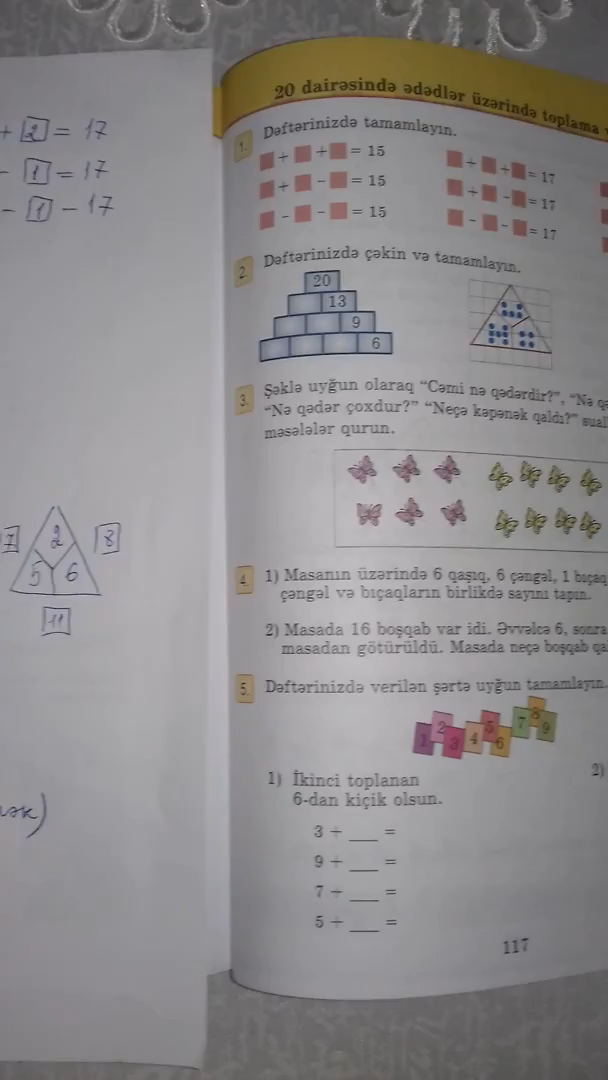 + 2 = 17
- 1 = 17
- 1 - 17
7
2
8
5 6
11
20 dairəsində ədədlər üzərində toplama
1. Dəftərinizdə tamamlayın.
+ + = 15
+ - = 15
- - = 15
+ + = 17
+ - = 17
- - = 17
2. Dəftərinizdə çəkin və tamamlayın.
20
13
9
6
3. Şəklə uyğun olaraq “Cəmi nə qədərdir?”, “Nə
“Nə qədər çoxdur?” “Neçə kəpənək qaldı?”
məsələlər qurun.
4. 1) Masanın üzərində 6 qaşıq, 6 çəngəl, 1 bıçaq
çəngəl və bıçaqların birlikdə sayını tapın.
2) Masada 16 boşqab var idi. Əvvəlcə 6, sonra
masadan götürüldü. Masada neçə boşqab
5. Dəftərinizdə verilən şərtə uyğun tamamlayın.
1 2 3 4 5 6 7 8 9
1) İkinci toplanan
6-dan kiçik olsun.
3 + ___ =
9 + ___ =
7 + ___ =
5 + ___ =
2)
117